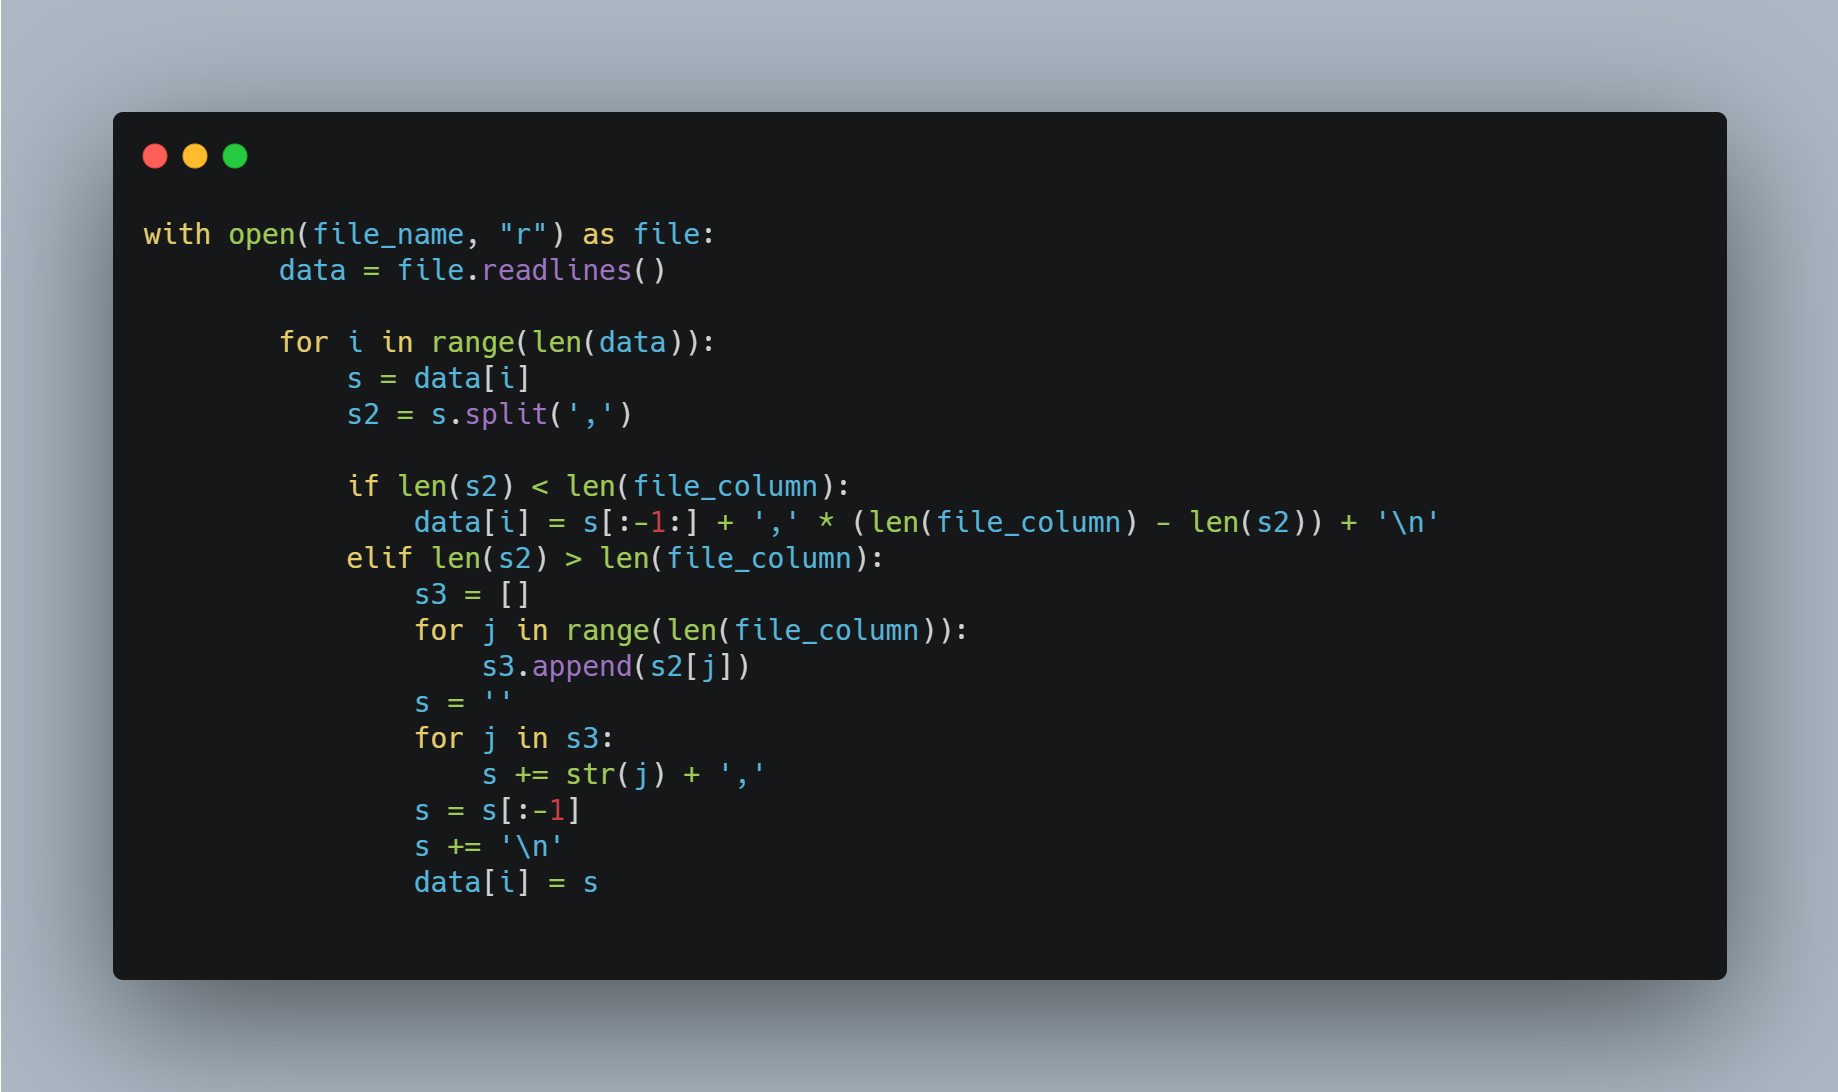 with open(file_name, "r") as file:
        data = file.readlines()

        for i in range(len(data)):
            s = data[i]
            s2 = s.split(',')

            if len(s2) < len(file_column):
                data[i] = s[:-1:] + ',' * (len(file_column) - len(s2)) + '\n'
            elif len(s2) > len(file_column):
                s3 = []
                for j in range(len(file_column)):
                    s3.append(s2[j])
                s = ''
                for j in s3:
                    s += str(j) + ','
                s = s[:-1]
                s += '\n'
                data[i] = s